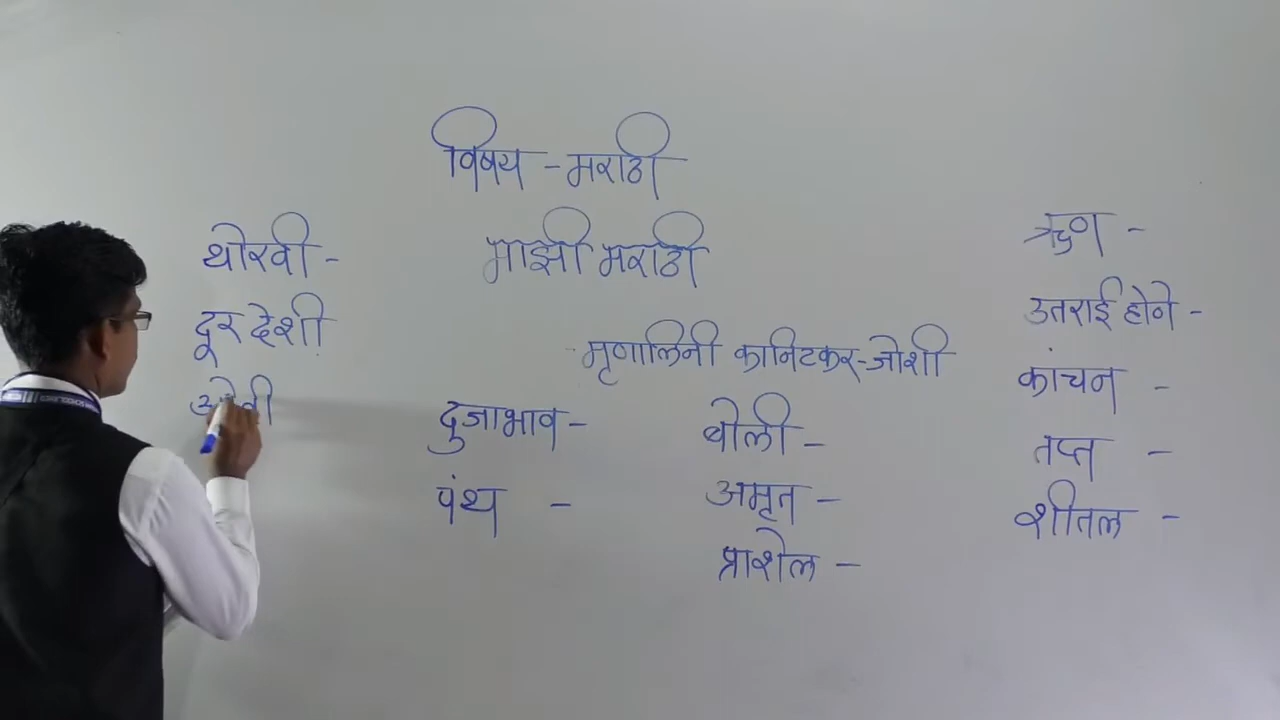 विषय - मराठी
माझी मराठी
मृणालिनी कानिटकर-जोशी
थोरवी -
दूर देशी
दुजाभाव -
पंथ -
बोली -
अमृत -
प्राशेल -
ऋण -
उतराई होणे -
कांचन -
तप्त -
शीतल -